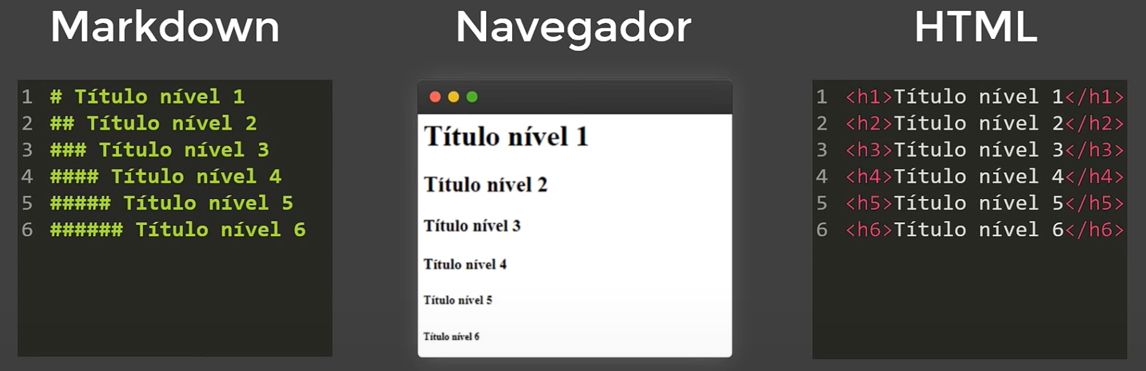 Markdown
1 # Título nível 1
2 ## Título nível 2
3 ### Título nível 3
4 #### Título nível 4
5 ##### Título nível 5
6 ###### Título nível 6
Navegador
Título nível 1
Título nível 2
Título nível 3
Título nível 4
Título nível 5
Título nível 6
HTML
1 <h1>Título nível 1</h1>
2 <h2>Título nível 2</h2>
3 <h3>Título nível 3</h3>
4 <h4>Título nível 4</h4>
5 <h5>Título nível 5</h5>
6 <h6>Título nível 6</h6>